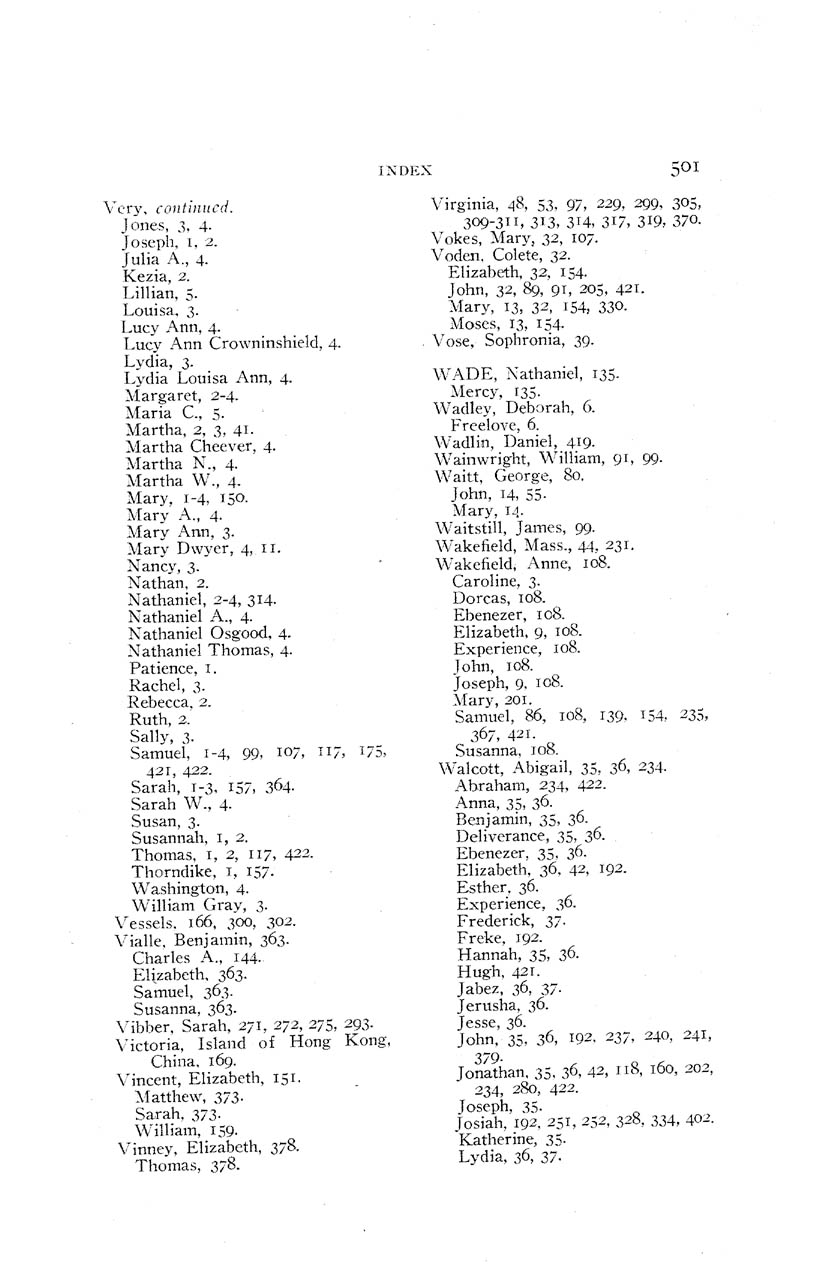 INDEX 501
Very, continued.
Jones, 3, 4.
Joseph, 1, 2.
Julia A., 4.
Kezia, 2.
Lillian, 5.
Louisa, 3.
Lucy Ann, 4.
Lucy Ann Crowninshield, 4.
Lydia, 3.
Lydia Louisa Ann, 4.
Margaret, 2-4.
Maria C., 5.
Martha, 2, 3, 41.
Martha Cheever, 4.
Martha N., 4.
Martha W., 4.
Mary, 1-4, 150.
Mary A., 4.
Mary Ann, 3.
Mary Dwyer, 4, 11.
Nancy, 3.
Nathan, 2.
Nathaniel, 2-4, 314.
Nathaniel A., 4.
Nathaniel Osgood, 4.
Nathaniel Thomas, 4.
Patience, 1.
Rachel, 3.
Rebecca, 2.
Ruth, 2.
Sally, 3.
Samuel, 1-4, 99, 107, 117, 175,
421, 422.
Sarah, 1-3, 157, 364.
Sarah W., 4.
Susan, 3.
Susannah, 1, 2.
Thomas, 1, 2, 117, 422.
Thorndike, 1, 157.
Washington, 4.
William Gray, 3.
Vessels, 166, 300, 302.
Vialle, Benjamin, 363.
Charles A., 144.
Elizabeth, 363.
Samuel, 363.
Susanna, 363.
Vibber, Sarah, 271, 272, 275, 293.
Victoria, Island of Hong Kong,
China, 169.
Vincent, Elizabeth, 151.
Matthew, 373.
Sarah, 373.
William, 159.
Vinney, Elizabeth, 378.
Thomas, 378.
Virginia, 48, 53, 97, 229, 299, 305,
309-311, 313, 314, 317, 319, 370.
Vokes, Mary, 32, 107.
Voden, Colete, 32.
Elizabeth, 32, 154.
John, 32, 89, 91, 205, 421.
Mary, 13, 32, 154, 330.
Moses, 13, 154.
Vose, Sophronia, 39.
WADE, Nathaniel, 135.
Mercy, 135.
Wadley, Deborah, 6.
Freelove, 6.
Wadlin, Daniel, 419.
Wainwright, William, 91, 99.
Waitt, George, 80.
John, 14, 55.
Mary, 14.
Waitstill, James, 99.
Wakefield, Mass., 44, 231.
Wakefield, Anne, 108.
Caroline, 3.
Dorcas, 108.
Ebenezer, 108.
Elizabeth, 9, 108.
Experience, 108.
John, 108.
Joseph, 9, 108.
Mary, 201.
Samuel, 86, 108, 139, 154, 235,
367, 421.
Susanna, 108.
Walcott, Abigail, 35, 36, 234.
Abraham, 234, 422.
Anna, 35, 36.
Benjamin, 35, 36.
Deliverance, 35, 36.
Ebenezer, 35, 36.
Elizabeth, 36, 42, 192.
Esther, 36.
Experience, 36.
Frederick, 37.
Freke, 192.
Hannah, 35, 36.
Hugh, 421.
Jabez, 36, 37.
Jerusha, 36.
Jesse, 36.
John, 35, 36, 192, 237, 240, 241,
379.
Jonathan, 35, 36, 42, 118, 160, 202,
234, 280, 422.
Joseph, 35.
Josiah, 192, 251, 252, 328, 334, 402.
Katherine, 35.
Lydia, 36, 37.